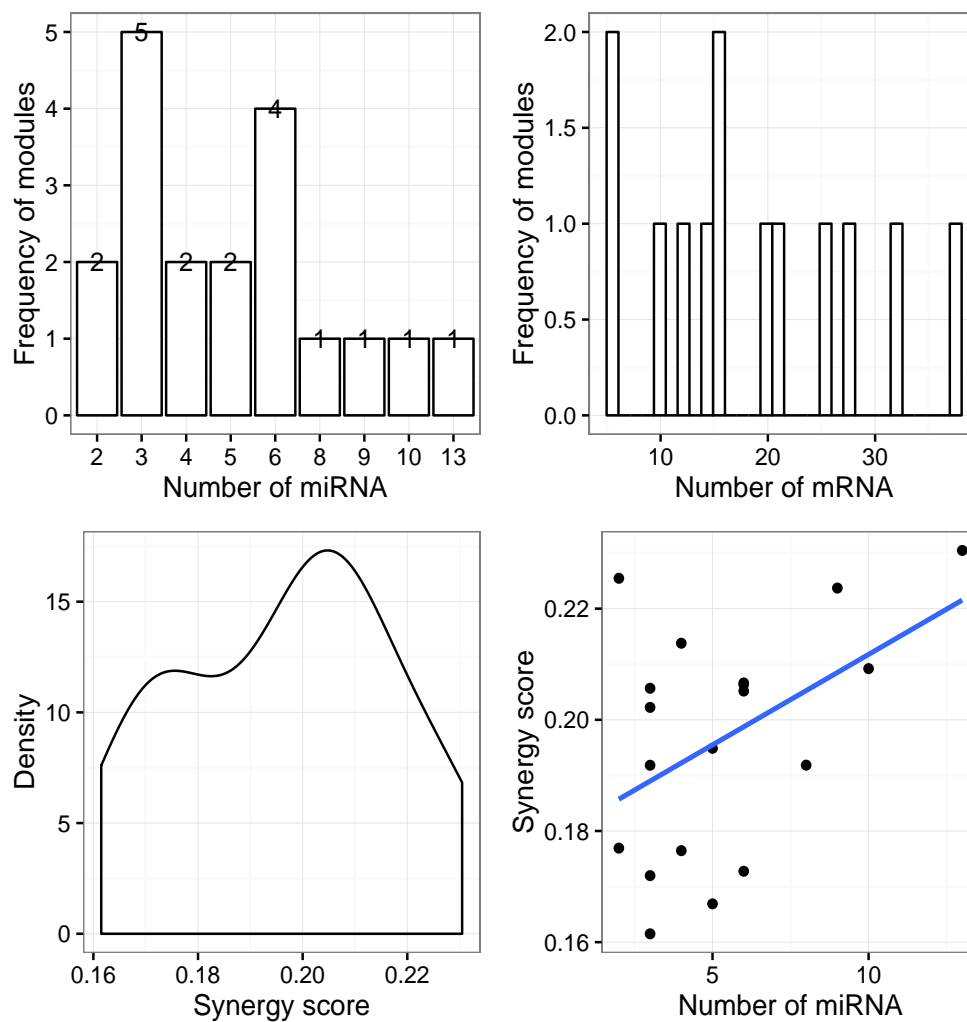 Frequency of modules
5
4
3
2
1
0
2
5
2
2
4
1
1
1
1
2 3 4 5 6 8 9 10 13
Number of miRNA
Frequency of modules
2.0
1.5
1.0
0.5
0.0
10 20 30
Number of mRNA
Density
15
10
5
0
0.16 0.18 0.20 0.22
Synergy score
Synergy score
0.22
0.20
0.18
0.16
5 10
Number of miRNA